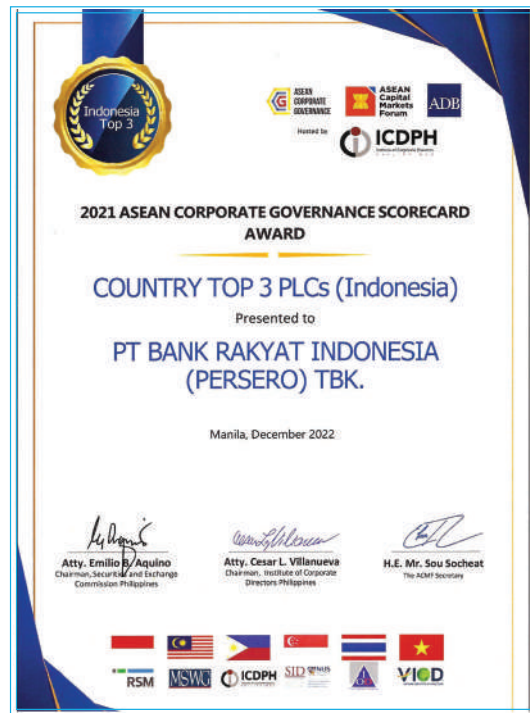 Indonesia
Top 3
ASEAN
CORPORATE
GOVERNANCE
ASEAN
Capital
Markets
Forum
ADB
Hosted by
ICDPH
2021 ASEAN CORPORATE GOVERNANCE SCORECARD
AWARD
COUNTRY TOP 3 PLCs (Indonesia)
Presented to
PT BANK RAKYAT INDONESIA
(PERSERO) TBK.
Manila, December 2022
Atty. Emilio B. Aquino
Chairman, Securities and Exchange
Commission Philippines
Atty. Cesar L. Villanueva
Chairman, Institute of Corporate
Directors Philippines
H.E. Mr. Sou Socheat
The ACMF Secretary
RSM
MSWG
ICDPH
SID
NUS
VIOD